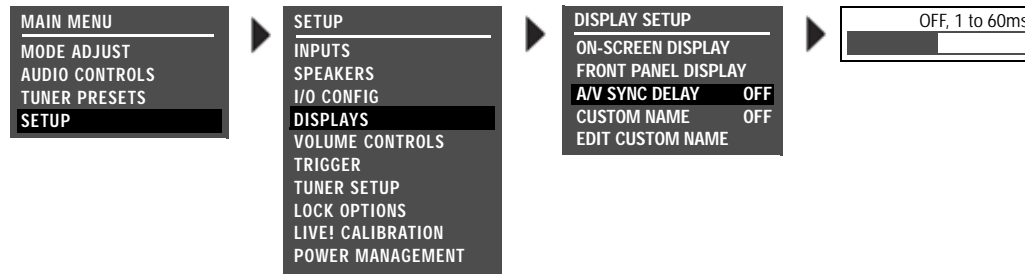 MAIN MENU
MODE ADJUST
AUDIO CONTROLS
TUNER PRESETS
SETUP
SETUP
INPUTS
SPEAKERS
I/O CONFIG
DISPLAYS
VOLUME CONTROLS
TRIGGER
TUNER SETUP
LOCK OPTIONS
LIVE! CALIBRATION
POWER MANAGEMENT
DISPLAY SETUP
ON-SCREEN DISPLAY
FRONT PANEL DISPLAY
A/V SYNC DELAY OFF
CUSTOM NAME OFF
EDIT CUSTOM NAME
OFF, 1 to 60ms